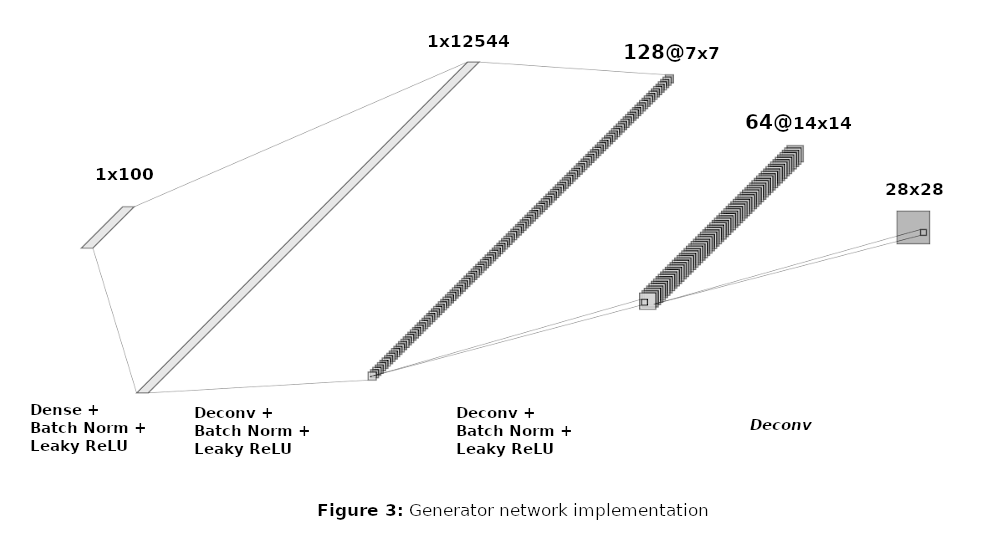 1x12544
128@7x7
64@14x14
1x100
28x28
Dense +
Batch Norm +
Leaky ReLU
Deconv +
Batch Norm +
Leaky ReLU
Deconv +
Batch Norm +
Leaky ReLU
Deconv
Figure 3: Generator network implementation